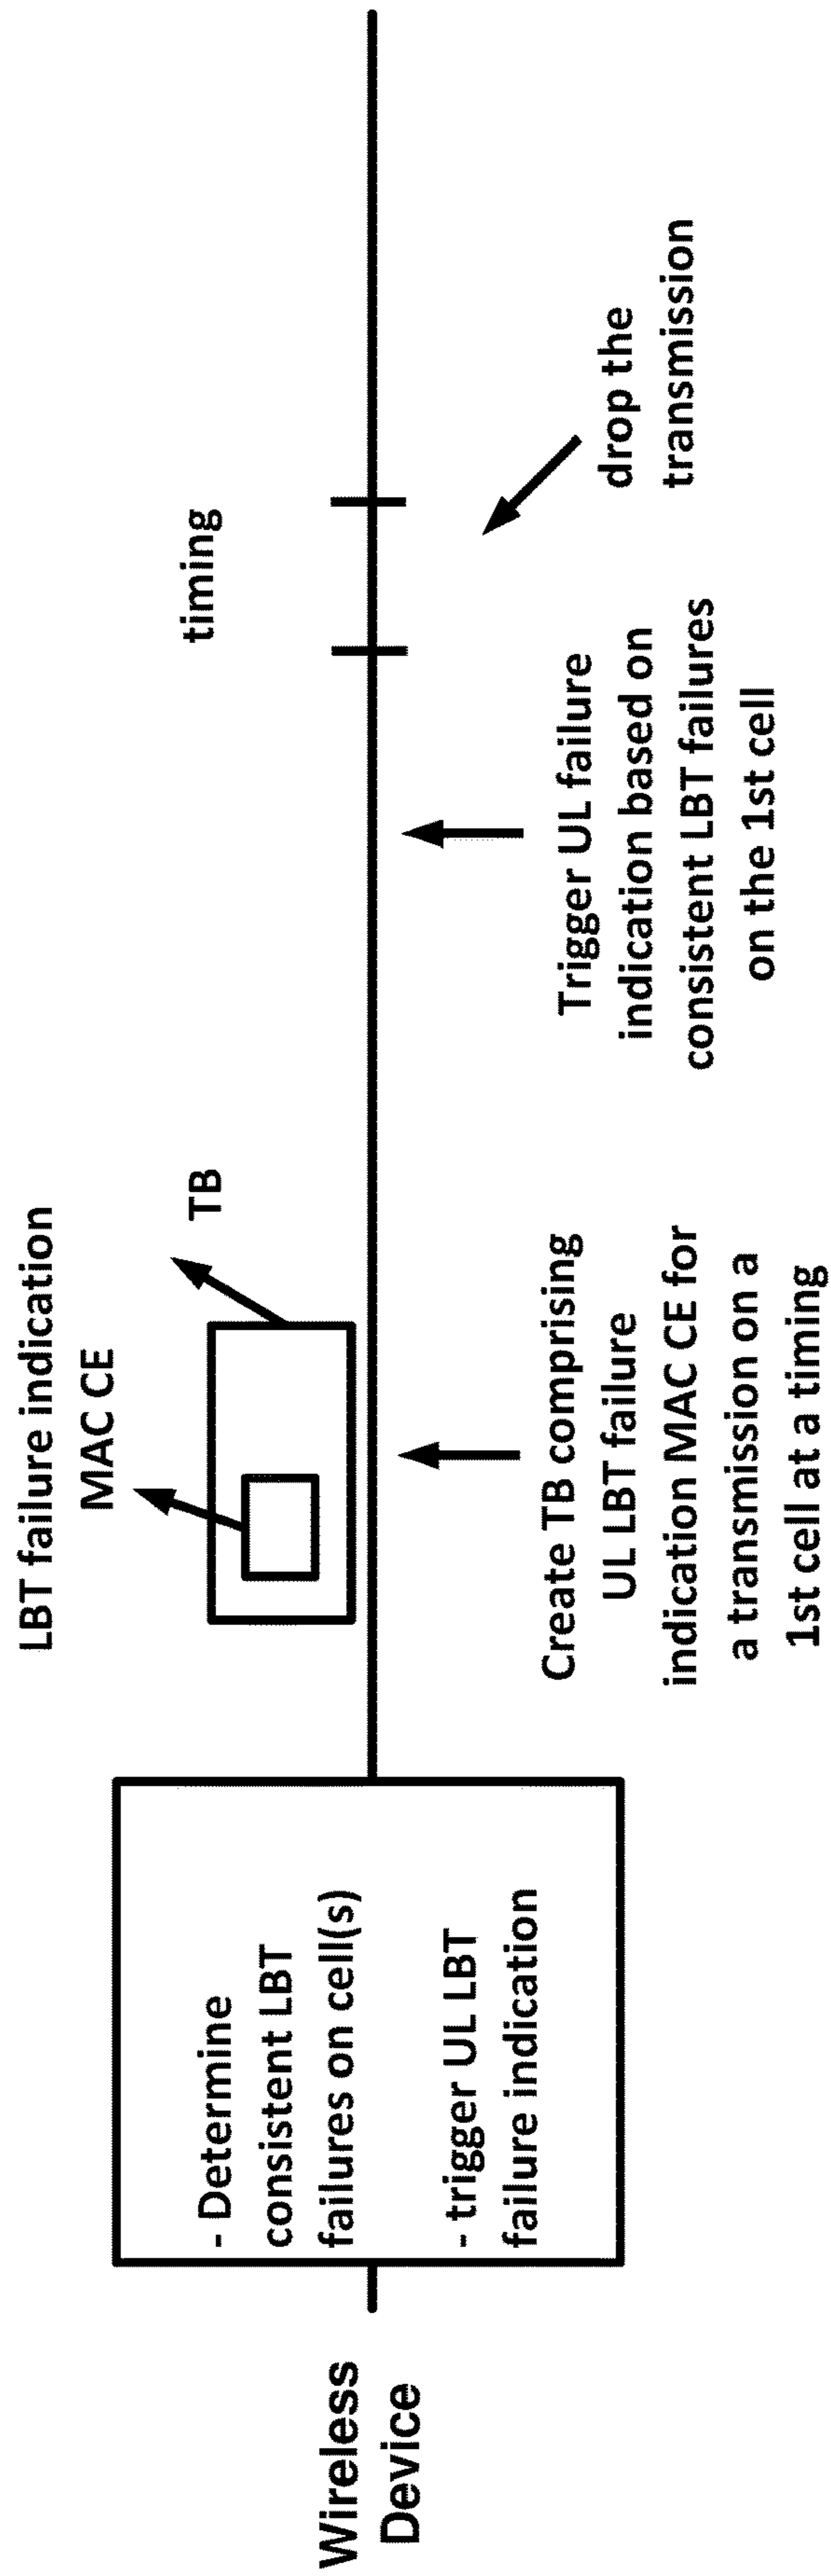 Wireless
Device
- Determine
consistent LBT
failures on cell(s)
- trigger UL LBT
failure indication
LBT failure indication
MAC CE
TB
Create TB comprising
UL LBT failure
indication MAC CE for
a transmission on a
1st cell at a timing
Trigger UL failure
indication based on
consistent LBT failures
on the 1st cell
timing
drop the
transmission